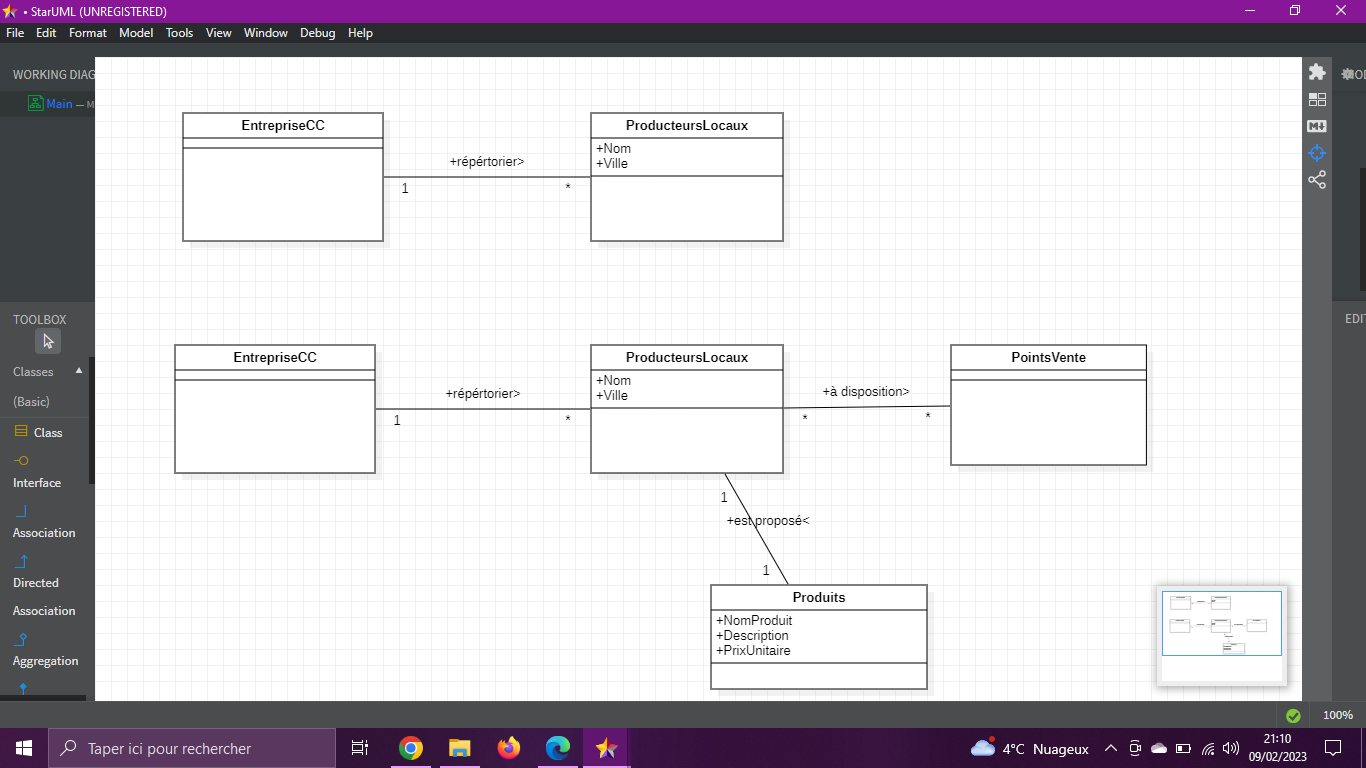 • StarUML (UNREGISTERED)
File Edit Format Model Tools View Window Debug Help
WORKING DIAG
Main — M
EntrepriseCC
+répértorier>
1
*
ProducteursLocaux
+Nom
+Ville
TOOLBOX
Classes
(Basic)
Class
Interface
Association
Directed
Association
Aggregation
EntrepriseCC
+répértorier>
1
*
ProducteursLocaux
+Nom
+Ville
+à disposition>
*
*
PointsVente
1
+est proposé<
1
Produits
+NomProduit
+Description
+PrixUnitaire
M
OD
EDIT
100%
Taper ici pour rechercher
4°C Nuageux
21:10
09/02/2023